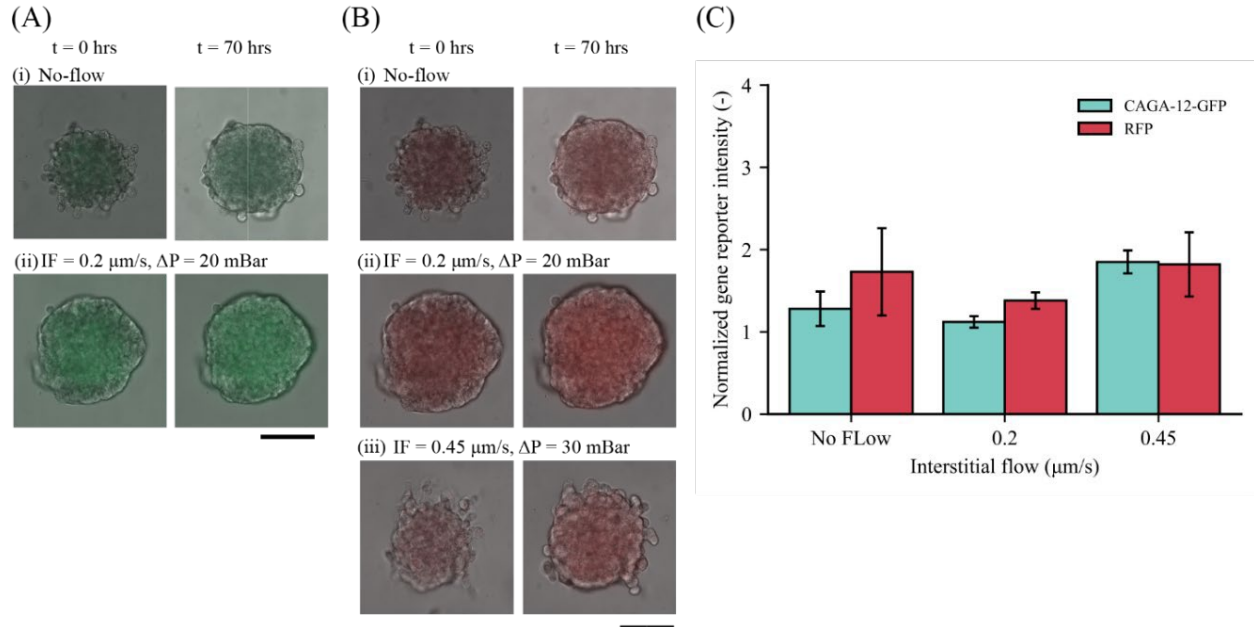 (A)
t = 0 hrs t = 70 hrs
(i) No-flow
(ii) IF = 0.2 μm/s, ΔP = 20 mBar
(B)
t = 0 hrs t = 70 hrs
(i) No-flow
(ii) IF = 0.2 μm/s, ΔP = 20 mBar
(iii) IF = 0.45 μm/s, ΔP = 30 mBar
(C)
Normalized gene reporter intensity (-)
4
3
2
1
0
CAGA-12-GFP
RFP
No FLow 0.2 0.45
Interstitial flow (μm/s)